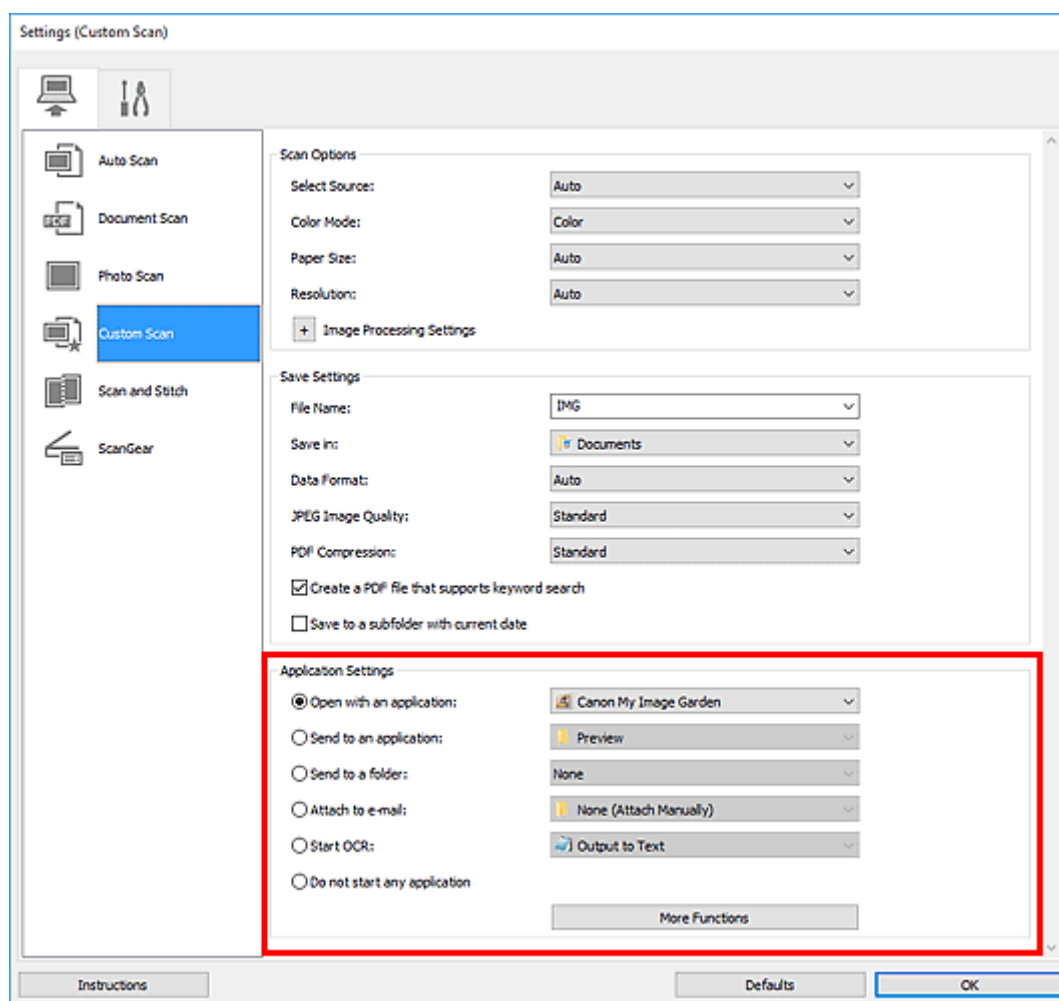 Settings (Custom Scan)
Auto Scan
PDF
Document Scan
Photo Scan
Custom Scan
Scan and Stitch
ScanGear
Scan Options
Select Source: Auto
Color Mode: Color
Paper Size: Auto
Resolution: Auto
+ Image Processing Settings
Save Settings
File Name: IMG
Save in: Documents
Data Format: Auto
JPEG Image Quality: Standard
PDF Compression: Standard
Create a PDF file that supports keyword search
Save to a subfolder with current date
Application Settings
Open with an application: Canon My Image Garden
Send to an application: Preview
Send to a folder: None
Attach to e-mail: None (Attach Manually)
Start OCR: Output to Text
Do not start any application
More Functions
Instructions Defaults OK